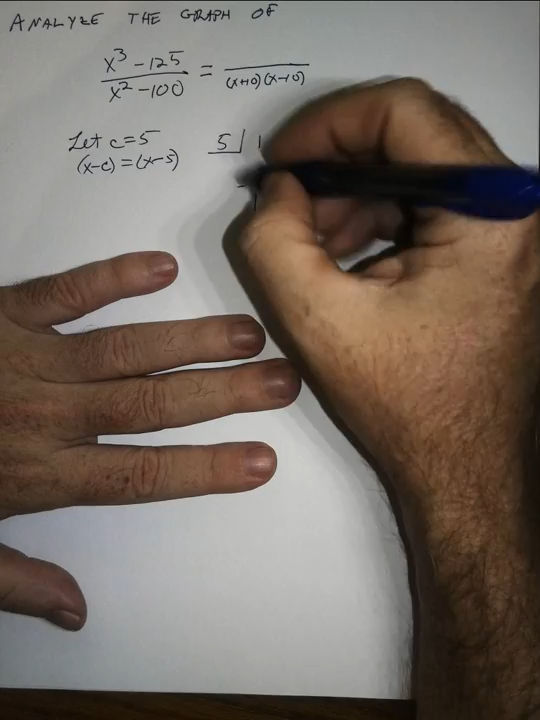 ANALYZE THE GRAPH OF
x³ -125 / x² -100 = / (x+10)(x-10)
Let c=5
(x-c) = (x-5)
5 | 1